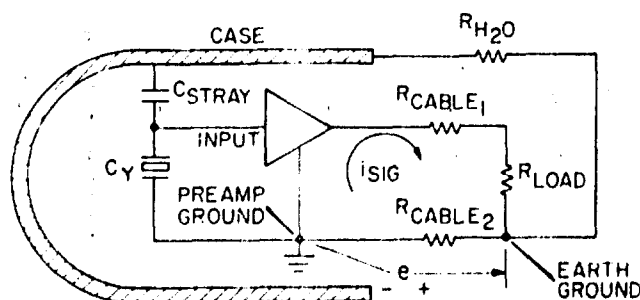 CASE
R_H2O
C_STRAY
R_CABLE1
INPUT
C_Y
i_SIG
R_LOAD
PREAMP
GROUND
R_CABLE2
e
- +
EARTH
GROUND